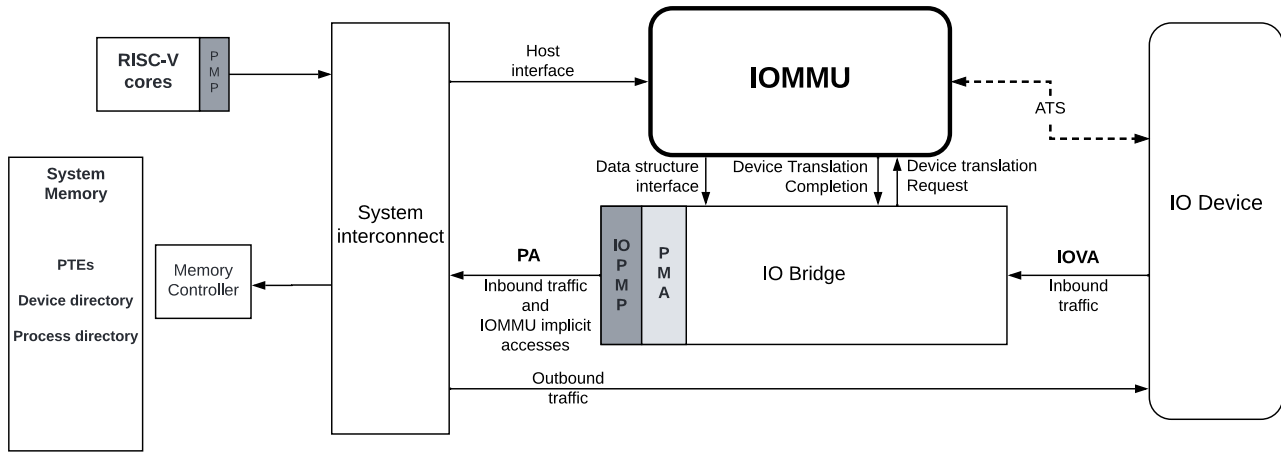 RISC-V
cores
P
M
P
System
Memory
PTEs
Device directory
Process directory
Memory
Controller
System
interconnect
Host
interface
IOMMU
ATS
Data structure
interface
Device Translation
Completion
Device translation
Request
IO
P
M
P
P
M
A
IO Bridge
PA
Inbound traffic
and
IOMMU implicit
accesses
IOVA
Inbound
traffic
IO Device
Outbound
traffic